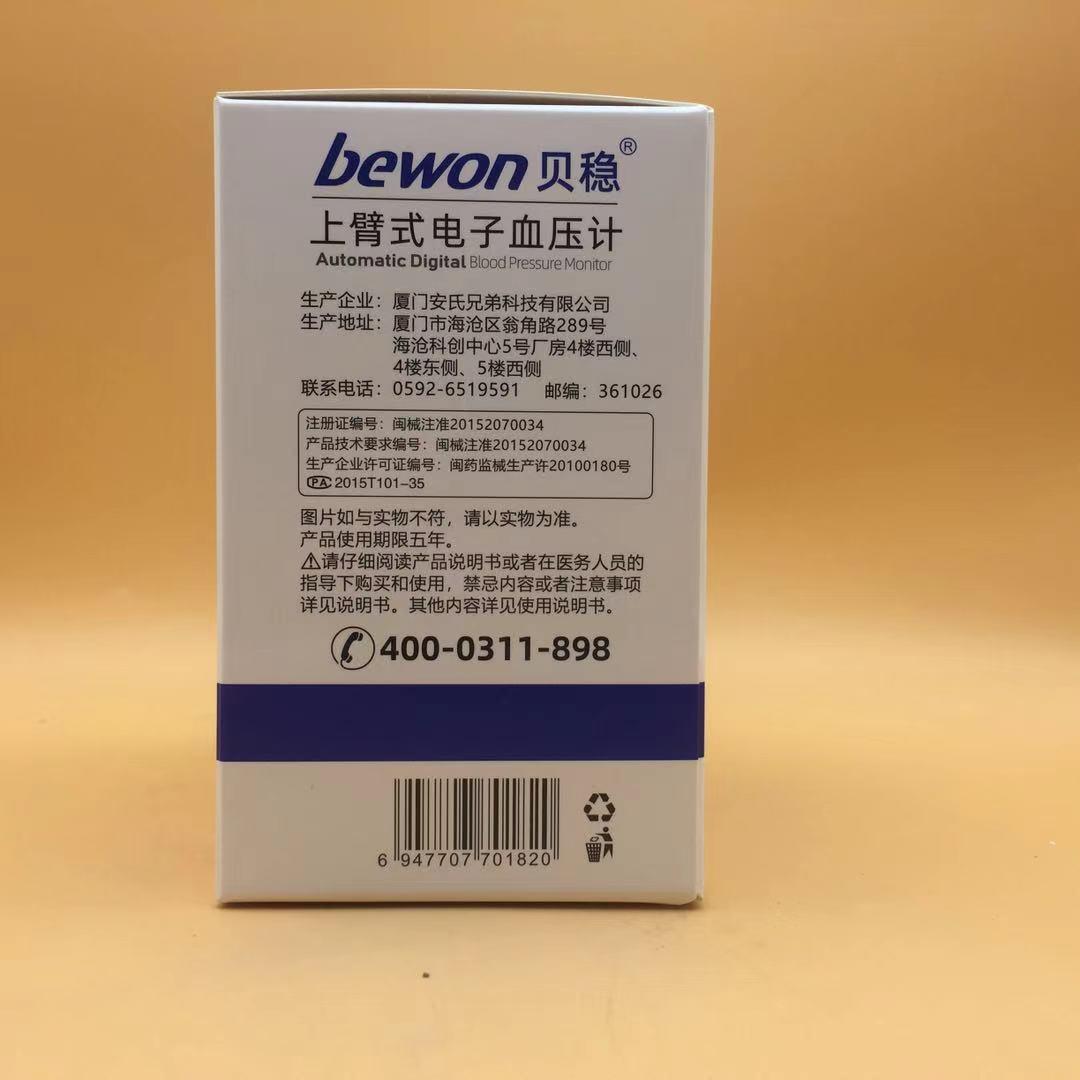 bewon 贝稳®
上臂式电子血压计
Automatic Digital Blood Pressure Monitor
生产企业：厦门安氏兄弟科技有限公司
生产地址：厦门市海沧区翁角路289号
海沧科创中心5号厂房4楼西侧、
4楼东侧、5楼西侧
联系电话：0592-6519591 邮编：361026
注册证编号：闽械注准20152070034
产品技术要求编号：闽械注准20152070034
生产企业许可证编号：闽药监械生产许20100180号
PA 2015T101-35
图片如与实物不符，请以实物为准。
产品使用期限五年。
⚠请仔细阅读产品说明书或者在医务人员的
指导下购买和使用，禁忌内容或者注意事项
详见说明书。其他内容详见使用说明书。
400-0311-898
6 947707 701820